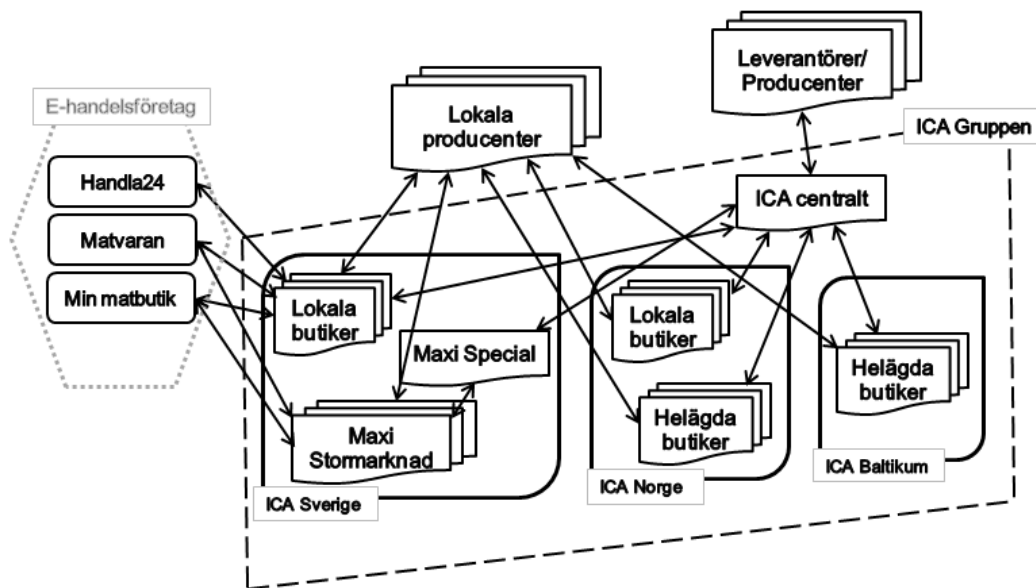 Leverantörer/
Producenter
E-handelsföretag
Lokala
producenter
ICA Gruppen
Handla24
ICA centralt
Matvaran
Min matbutik
Lokala
butiker
Lokala
butiker
Maxi Special
Helägda
butiker
Helägda
butiker
Maxi
Stormarknad
ICA Baltikum
ICA Norge
ICA Sverige